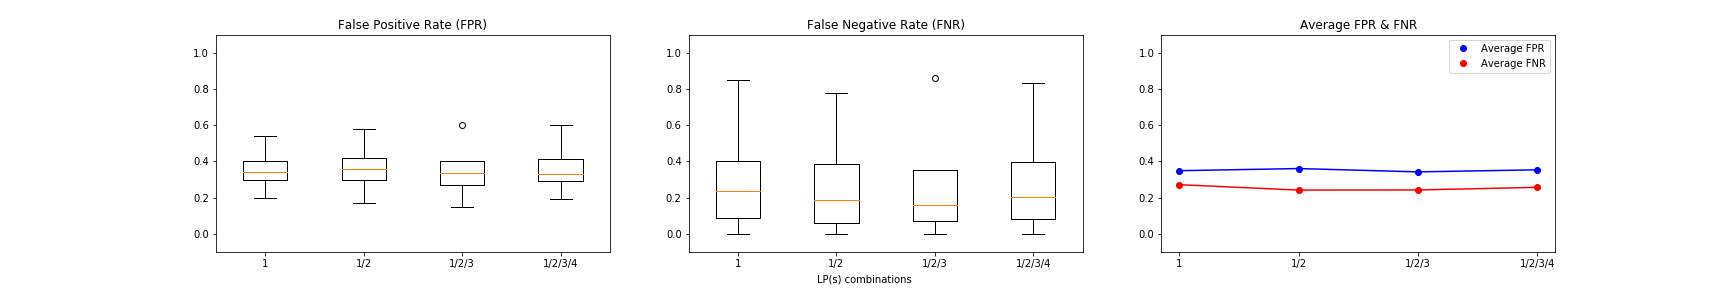 False Positive Rate (FPR)
1.0
0.8
0.6
0.4
0.2
0.0
1 1/2 1/2/3 1/2/3/4
False Negative Rate (FNR)
1.0
0.8
0.6
0.4
0.2
0.0
1 1/2 1/2/3 1/2/3/4
LP(s) combinations
Average FPR & FNR
Average FPR
Average FNR
1.0
0.8
0.6
0.4
0.2
0.0
1 1/2 1/2/3 1/2/3/4